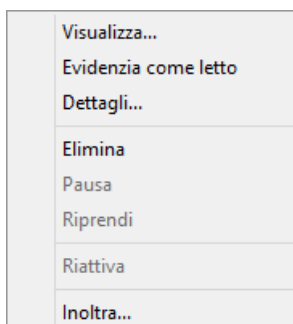 Visualizza...
Evidenzia come letto
Dettagli...
Elimina
Pausa
Riprendi
Riattiva
Inoltra...